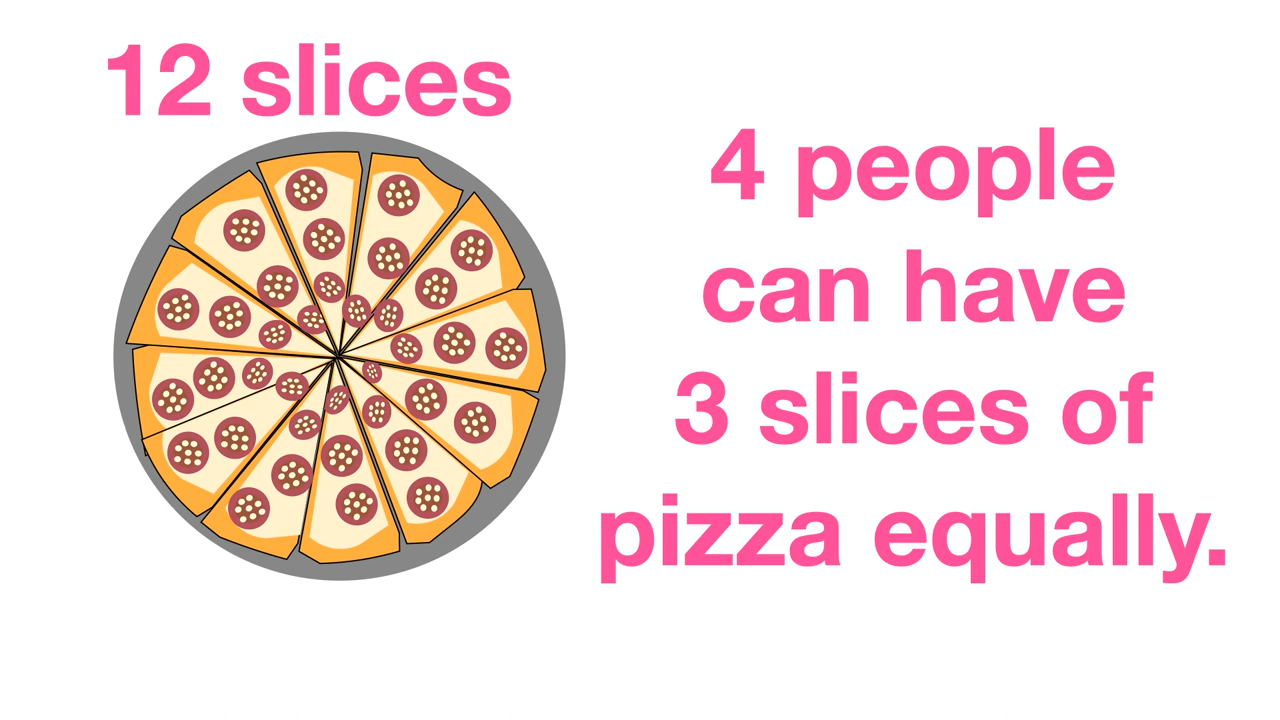 12 slices
4 people
can have
3 slices of
pizza equally.